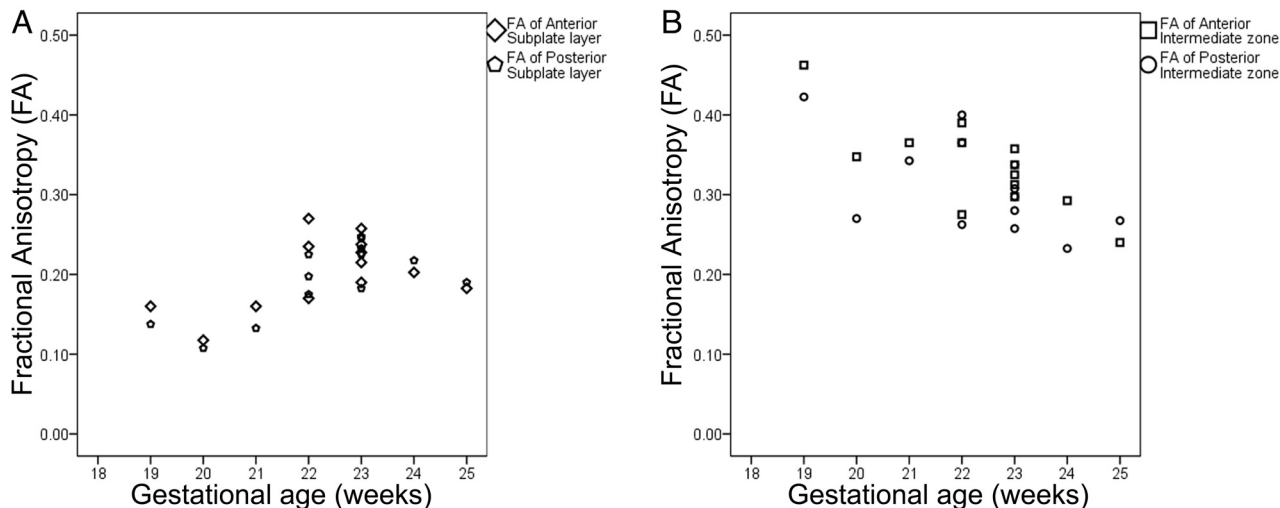 A
FA of Anterior
Subplate layer
FA of Posterior
Subplate layer
Fractional Anisotropy (FA)
0.50
0.40
0.30
0.20
0.10
0.00
18 19 20 21 22 23 24 25
Gestational age (weeks)
B
FA of Anterior
Intermediate zone
FA of Posterior
Intermediate zone
Fractional Anisotropy (FA)
0.50
0.40
0.30
0.20
0.10
0.00
18 19 20 21 22 23 24 25
Gestational age (weeks)